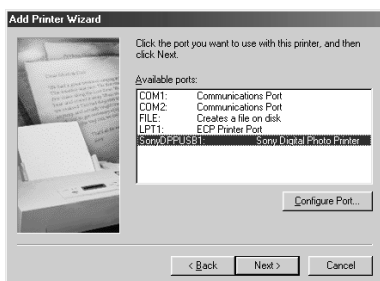 Add Printer Wizard
Click the port you want to use with this printer, and then
click Next.
Available ports:
COM1: Communications Port
COM2: Communications Port
FILE: Creates a file on disk
LPT1: ECP Printer Port
SonyDPPUSB1: Sony Digital Photo Printer
Configure Port...
< Back Next > Cancel